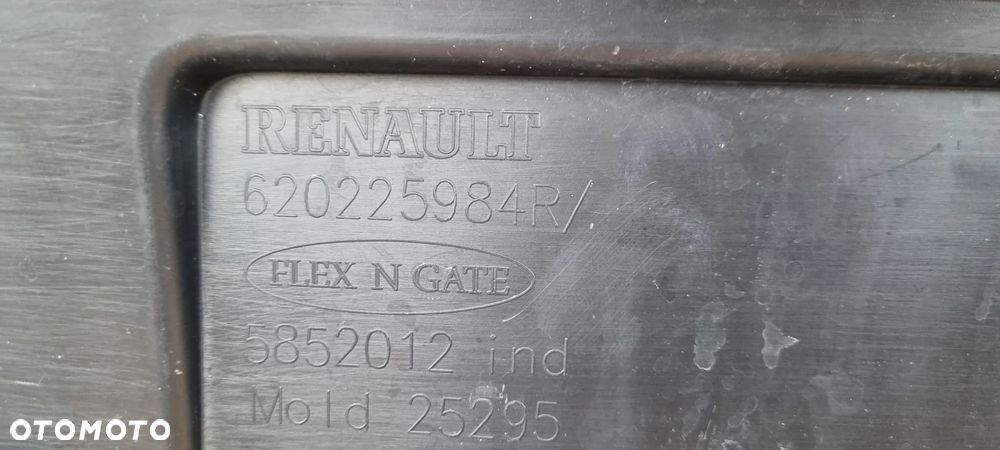 RENAULT
620225984R/
FLEX N GATE
5852012 ind
Mold 25295
OTOMOTO